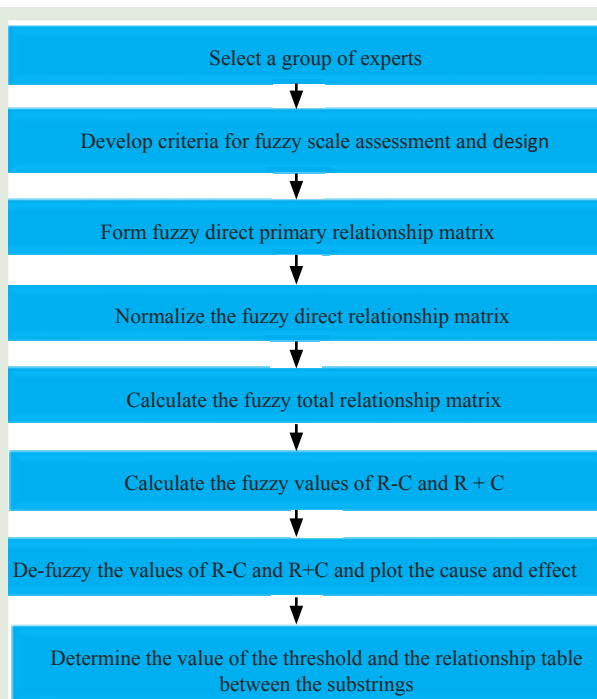 Select a group of experts
Develop criteria for fuzzy scale assessment and design
Form fuzzy direct primary relationship matrix
Normalize the fuzzy direct relationship matrix
Calculate the fuzzy total relationship matrix
Calculate the fuzzy values of R-C and R + C
De-fuzzy the values of R-C and R+C and plot the cause and effect
Determine the value of the threshold and the relationship table
between the substrings